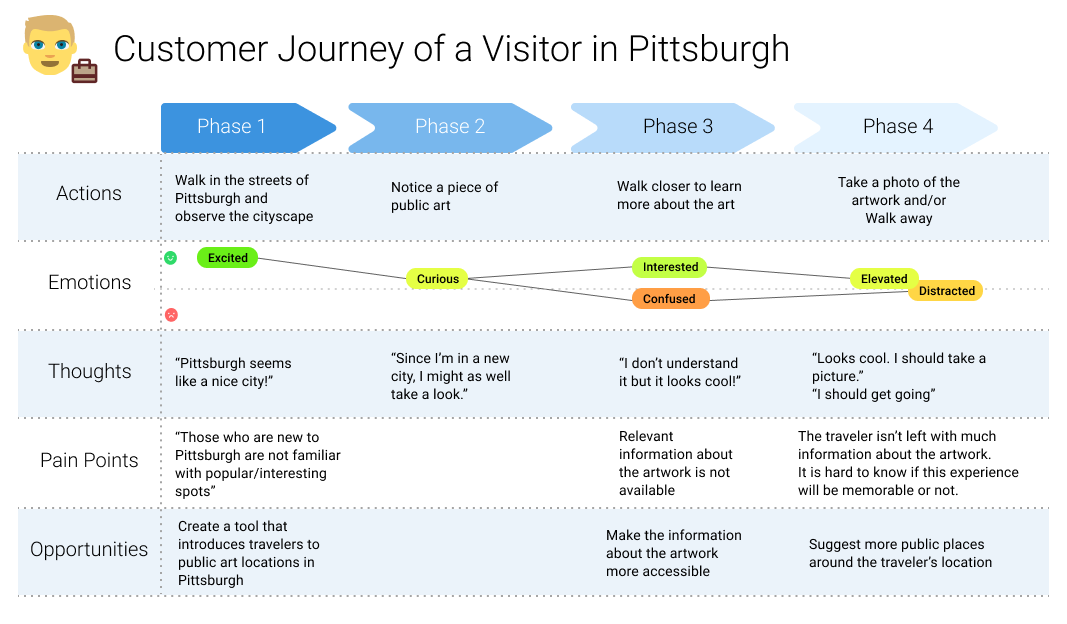 Customer Journey of a Visitor in Pittsburgh
Phase 1
Phase 2
Phase 3
Phase 4
Actions
Walk in the streets of
Pittsburgh and
observe the cityscape
Notice a piece of
public art
Walk closer to learn
more about the art
Take a photo of the
artwork and/or
Walk away
Emotions
Excited
Curious
Interested
Confused
Elevated
Distracted
Thoughts
“Pittsburgh seems
like a nice city!”
“Since I’m in a new
city, I might as well
take a look.”
“I don’t understand
it but it looks cool!”
“Looks cool. I should take a
picture.”
“I should get going”
Pain Points
“Those who are new to
Pittsburgh are not familiar
with popular/interesting
spots”
Relevant
information about
the artwork is not
available
The traveler isn’t left with much
information about the artwork.
It is hard to know if this experience
will be memorable or not.
Opportunities
Create a tool that
introduces travelers to
public art locations in
Pittsburgh
Make the information
about the artwork
more accessible
Suggest more public places
around the traveler’s location